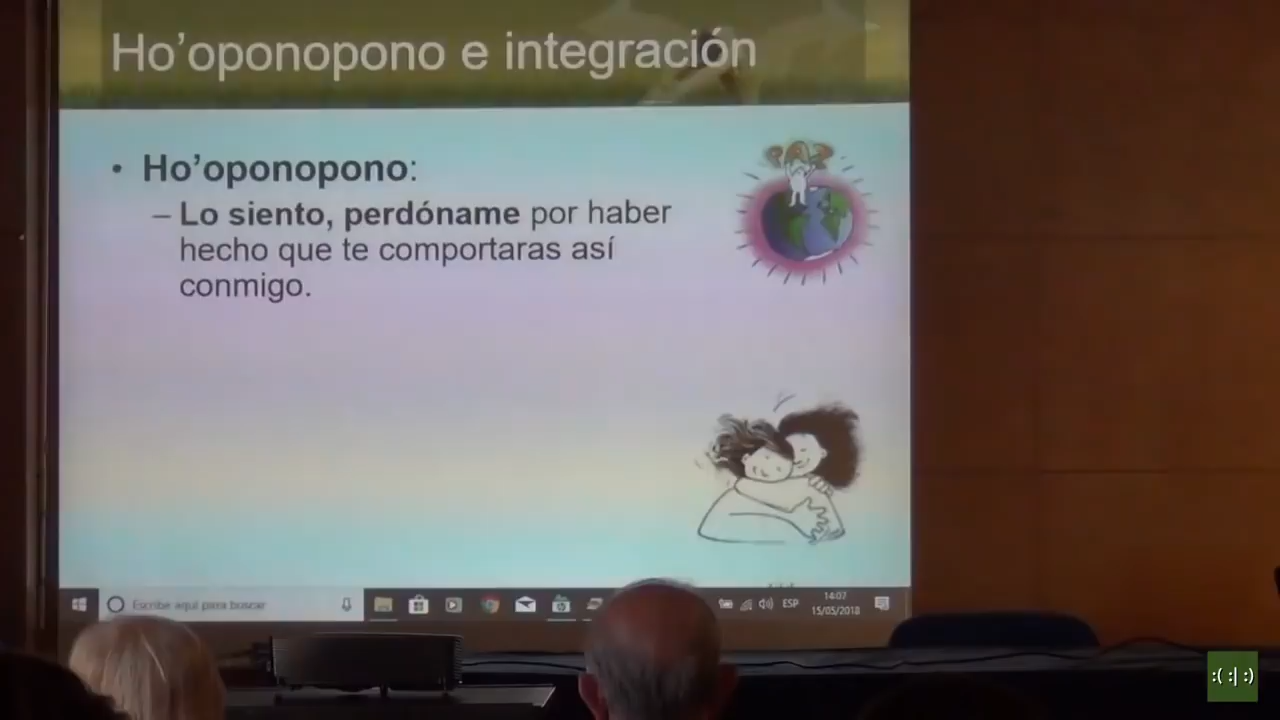 Ho'oponopono e integración
• Ho'oponopono:
– Lo siento, perdóname por haber
hecho que te comportaras así
conmigo.
PAZ
Escribe aquí para buscar
ESP
14:07
15/05/2018
:( :| :)